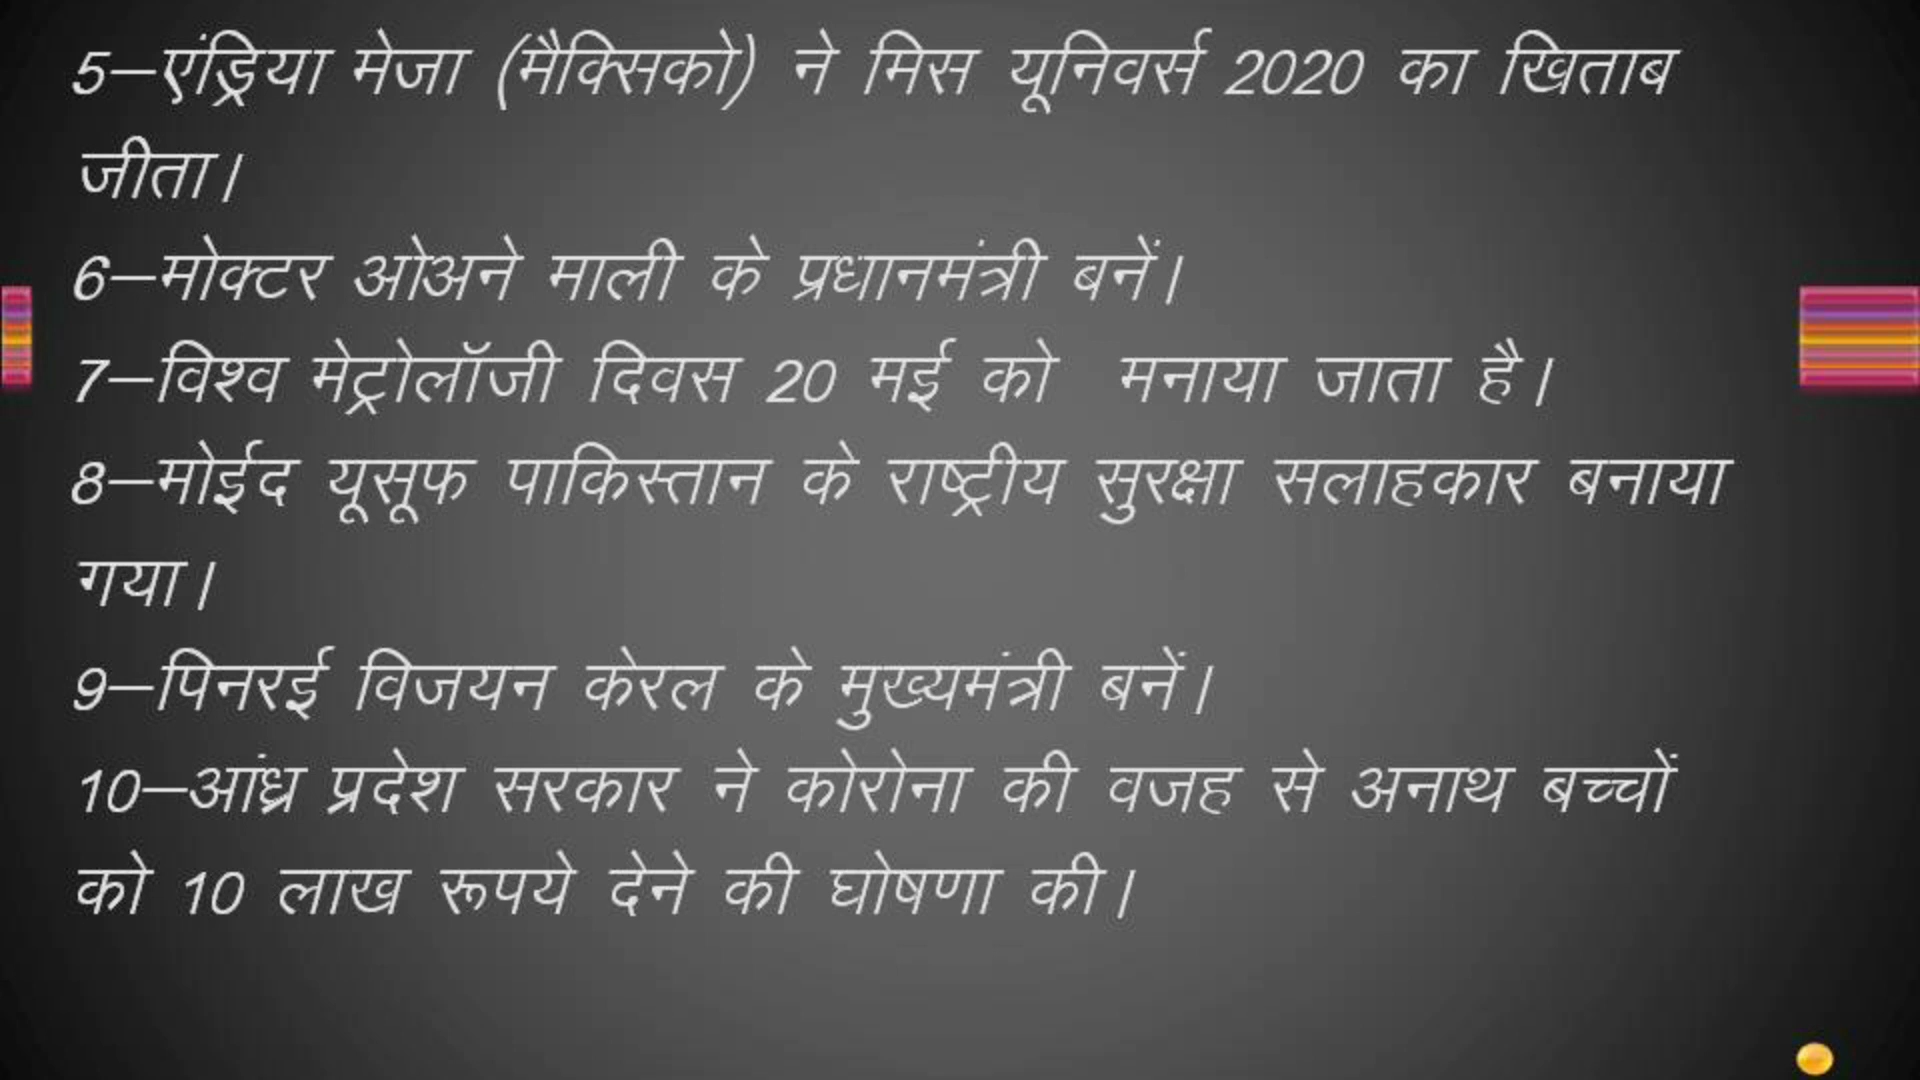 5–एंड्रिया मेजा (मैक्सिको) ने मिस यूनिवर्स 2020 का खिताब
जीता।
6–मोक्टर ओअने माली के प्रधानमंत्री बनें।
7–विश्व मेट्रोलॉजी दिवस 20 मई को मनाया जाता है।
8–मोईद यूसूफ पाकिस्तान के राष्ट्रीय सुरक्षा सलाहकार बनाया
गया।
9–पिनरई विजयन केरल के मुख्यमंत्री बनें।
10–आंध्र प्रदेश सरकार ने कोरोना की वजह से अनाथ बच्चों
को 10 लाख रूपये देने की घोषणा की।